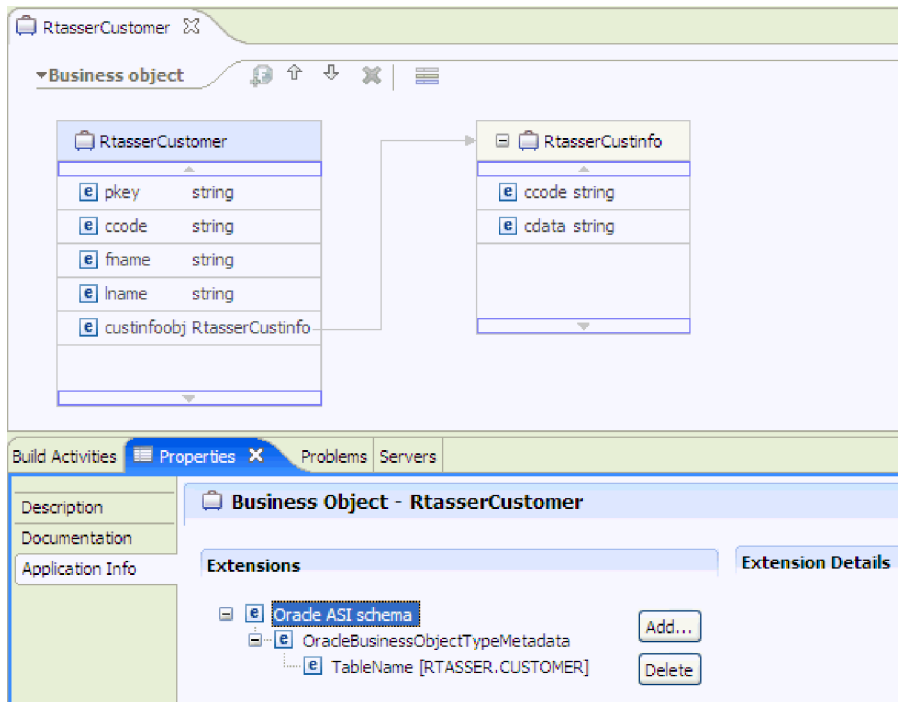 RtasserCustomer
Business object
RtasserCustomer
RtasserCustinfo
pkey string
ccode string
fname string
lname string
custinfoobj RtasserCustinfo
ccode string
cdata string
Build Activities Properties Problems Servers
Description
Documentation
Application Info
Business Object - RtasserCustomer
Extensions
Extension Details
Oracle ASI schema
OracleBusinessObjectTypeMetadata
TableName [RTASSER.CUSTOMER]
Add...
Delete